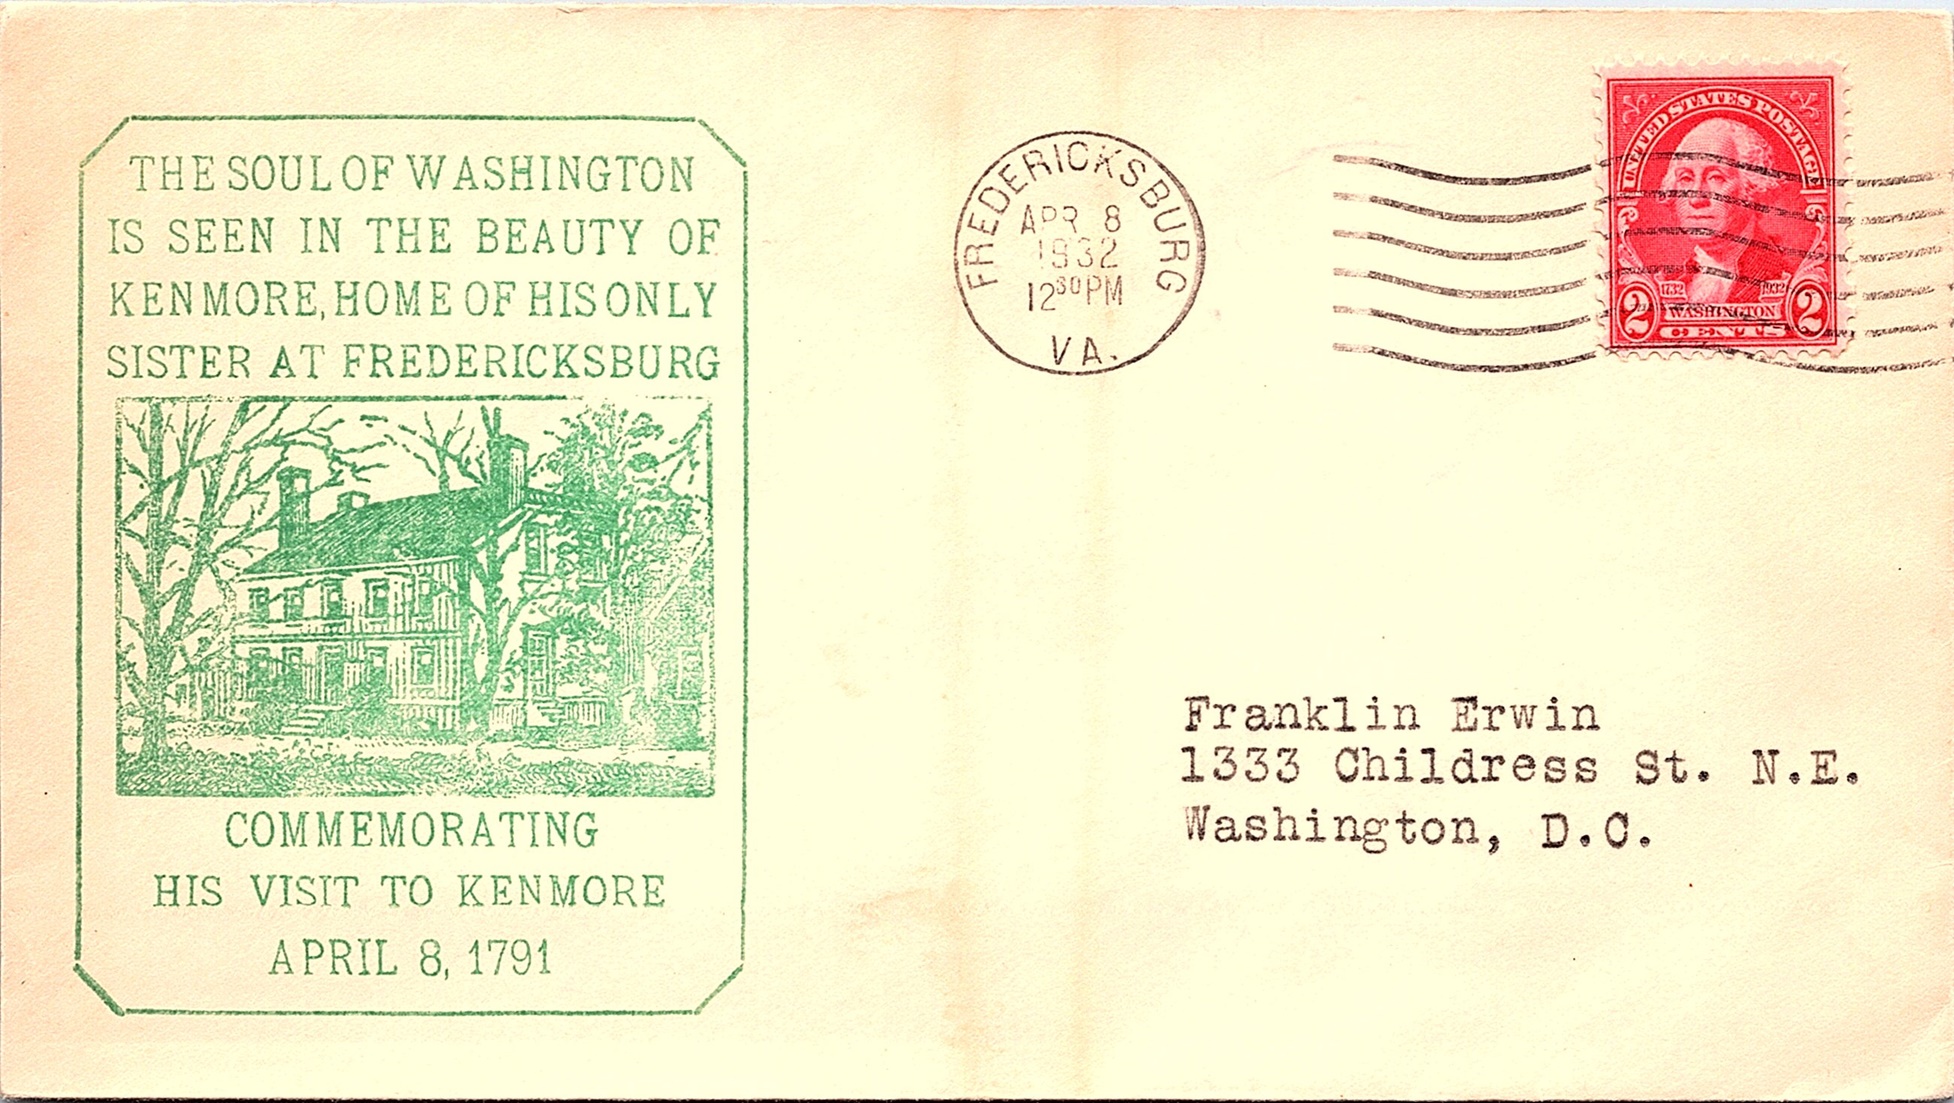 THE SOUL OF WASHINGTON
IS SEEN IN THE BEAUTY OF
KENMORE, HOME OF HIS ONLY
SISTER AT FREDERICKSBURG
COMMEMORATING
HIS VISIT TO KENMORE
APRIL 8, 1791
FREDERICKSBURG
APR 8
1932
12 30 PM
VA.
UNITED STATES POSTAGE
1732 1932
2 WASHINGTON 2
CENTS
Franklin Erwin
1333 Childress St. N.E.
Washington, D.C.